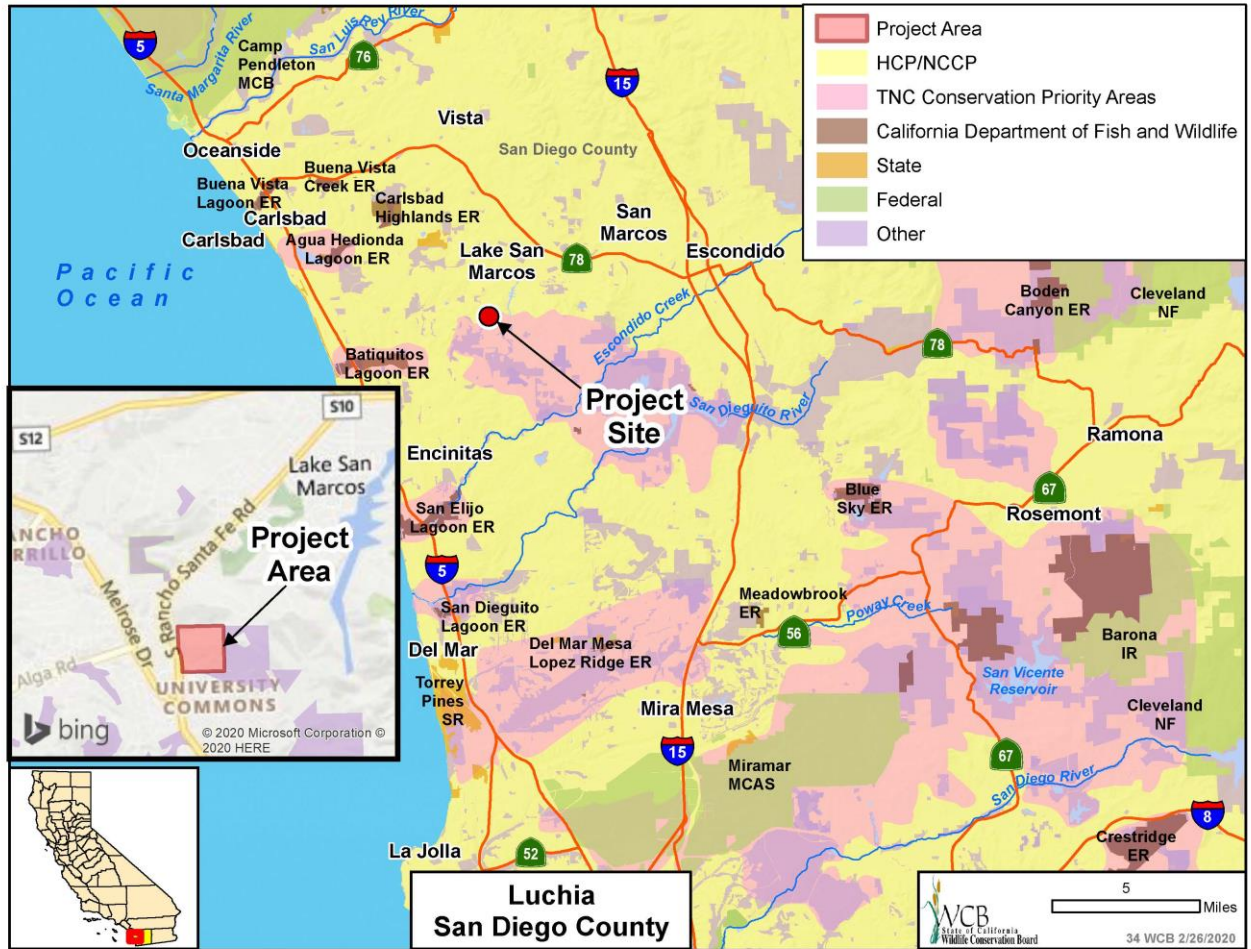 5
Santa Margarita River
Camp
Pendleton
MCB
San Luis Rey River
76
15
Vista
San Diego County
Oceanside
Buena Vista
Creek ER
Buena Vista
Lagoon ER
Carlsbad
Carlsbad
Carlsbad
Highlands ER
Agua Hedionda
Lagoon ER
Lake San
Marcos
San
Marcos
78
Escondido
Pacific
Ocean
Escondido Creek
Batiquitos
Lagoon ER
Project
Site
San Dieguito River
Boden
Canyon ER
Cleveland
NF
78
Ramona
67
Rosemont
Encinitas
San Elijo
Lagoon ER
Blue
Sky ER
5
San Dieguito
Lagoon ER
Del Mar
Del Mar Mesa
Lopez Ridge ER
Meadowbrook
ER
56
Poway Creek
Barona
IR
San Vicente
Reservoir
Torrey
Pines
SR
Mira Mesa
15
Miramar
MCAS
Cleveland
NF
67
San Diego River
8
Crestridge
ER
La Jolla
52
Project Area
HCP/NCCP
TNC Conservation Priority Areas
California Department of Fish and Wildlife
State
Federal
Other
S10
S12
Lake San
Marcos
S Rancho Santa Fe Rd
Project
Area
ANCHO
RRILLO
Melrose Dr
Alga Rd
UNIVERSITY
COMMONS
bing
© 2020 Microsoft Corporation ©
2020 HERE
Luchia
San Diego County
WCB
State of California
Wildlife Conservation Board
5
Miles
34 WCB 2/26/2020